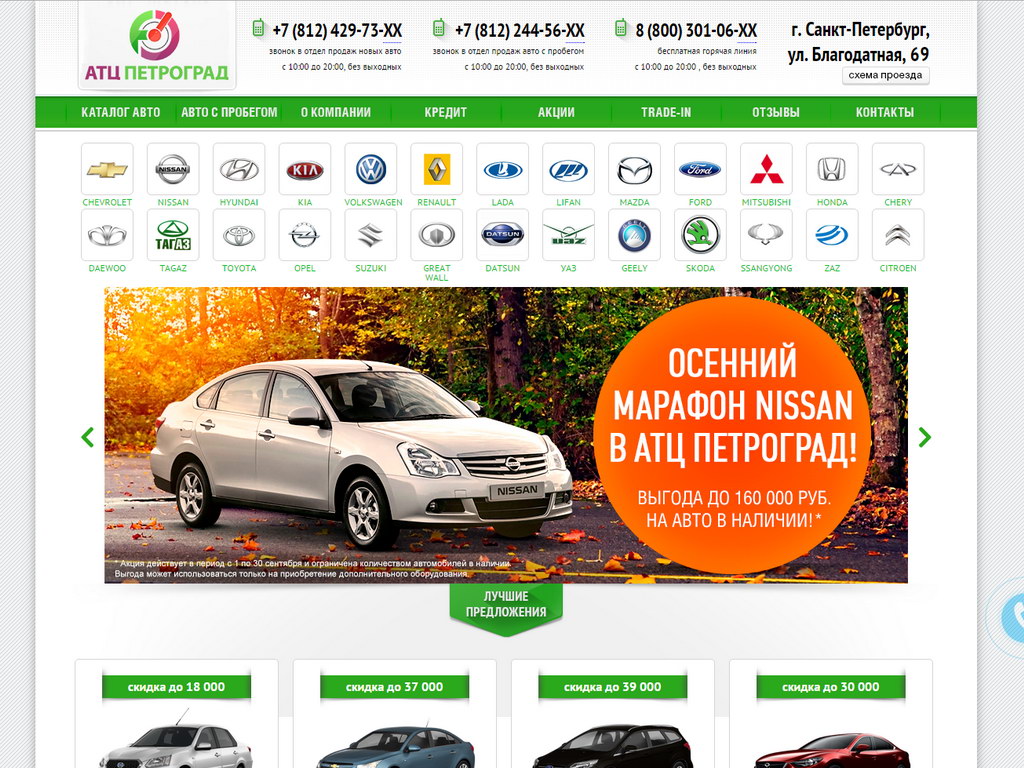 АТЦ ПЕТРОГРАД
+7 (812) 429-73-XX
звонок в отдел продаж новых авто
с 10:00 до 20:00, без выходных
+7 (812) 244-56-XX
звонок в отдел продаж авто с пробегом
с 10:00 до 20:00, без выходных
8 (800) 301-06-XX
бесплатная горячая линия
с 10:00 до 20:00 , без выходных
г. Санкт-Петербург,
ул. Благодатная, 69
схема проезда
КАТАЛОГ АВТО АВТО С ПРОБЕГОМ О КОМПАНИИ КРЕДИТ АКЦИИ TRADE-IN ОТЗЫВЫ КОНТАКТЫ
NISSAN KIA Ford
CHEVROLET NISSAN HYUNDAI KIA VOLKSWAGEN RENAULT LADA LIFAN MAZDA FORD MITSUBISHI HONDA CHERY
ТАГАЗ DATSUN UAZ
DAEWOO TAGAZ TOYOTA OPEL SUZUKI GREAT WALL DATSUN УАЗ GEELY SKODA SSANGYONG ZAZ CITROEN
ОСЕННИЙ
МАРАФОН NISSAN
В АТЦ ПЕТРОГРАД!
ВЫГОДА ДО 160 000 РУБ.
НА АВТО В НАЛИЧИИ!*
NISSAN
* Акция действует в период с 1 по 30 сентября и ограничена количеством автомобилей в наличии.
Выгода может использоваться только на приобретение дополнительного оборудования.
ЛУЧШИЕ
ПРЕДЛОЖЕНИЯ
скидка до 18 000
скидка до 37 000
скидка до 39 000
скидка до 30 000